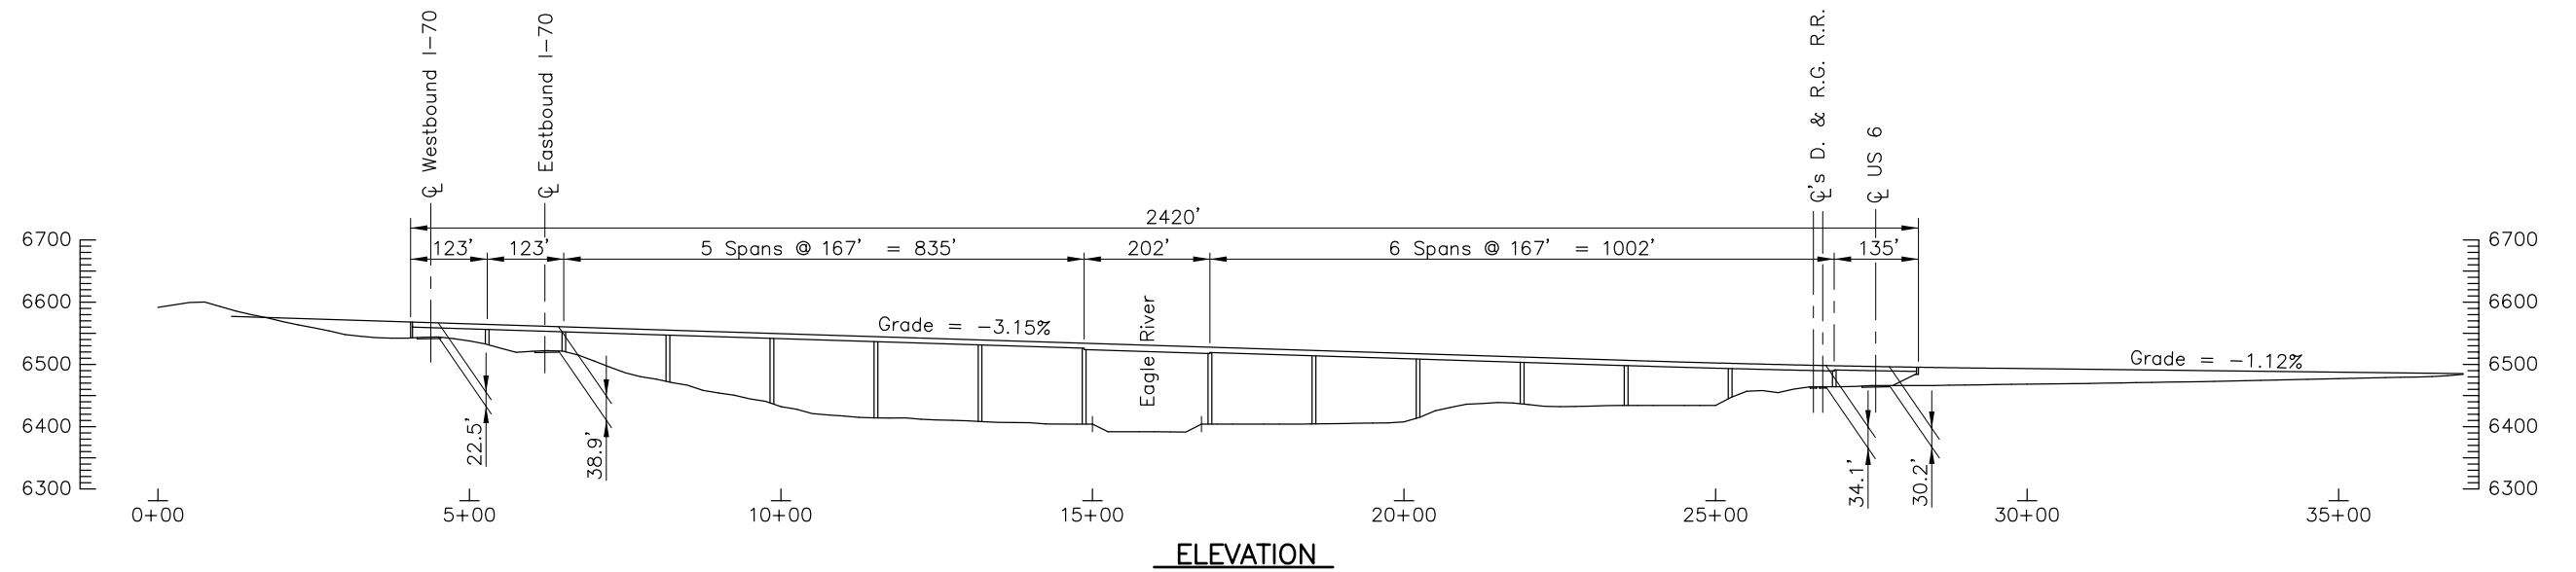 ℄ Westbound I-70
℄ Eastbound I-70
℄'s D. & R.G. R.R.
℄ US 6
2420'
123'
123'
5 Spans @ 167' = 835'
202'
6 Spans @ 167' = 1002'
135'
6700
6600
6500
6400
6300
6700
6600
6500
6400
6300
Grade = -3.15%
Eagle River
Grade = -1.12%
22.5'
38.9'
34.1'
30.2'
0+00
5+00
10+00
15+00
20+00
25+00
30+00
35+00
ELEVATION